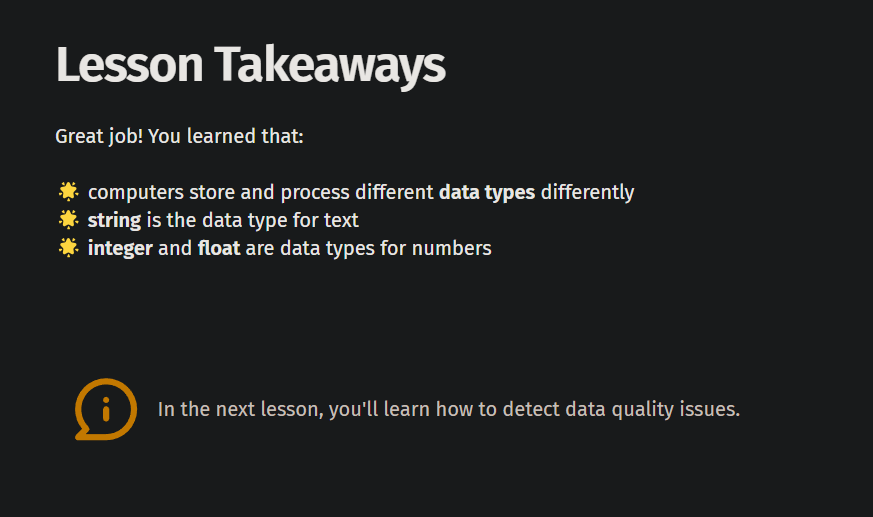 Lesson Takeaways
Great job! You learned that:
🌟 computers store and process different data types differently
🌟 string is the data type for text
🌟 integer and float are data types for numbers
In the next lesson, you'll learn how to detect data quality issues.